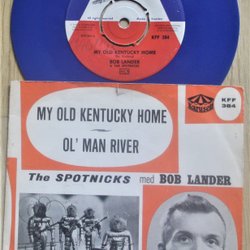 MY OLD KENTUCKY HOME
KFF 384
BOB LANDER
MY OLD KENTUCKY HOME
OL' MAN RIVER
KFF
384
Karusell
The SPOTNICKS med BOB LANDER